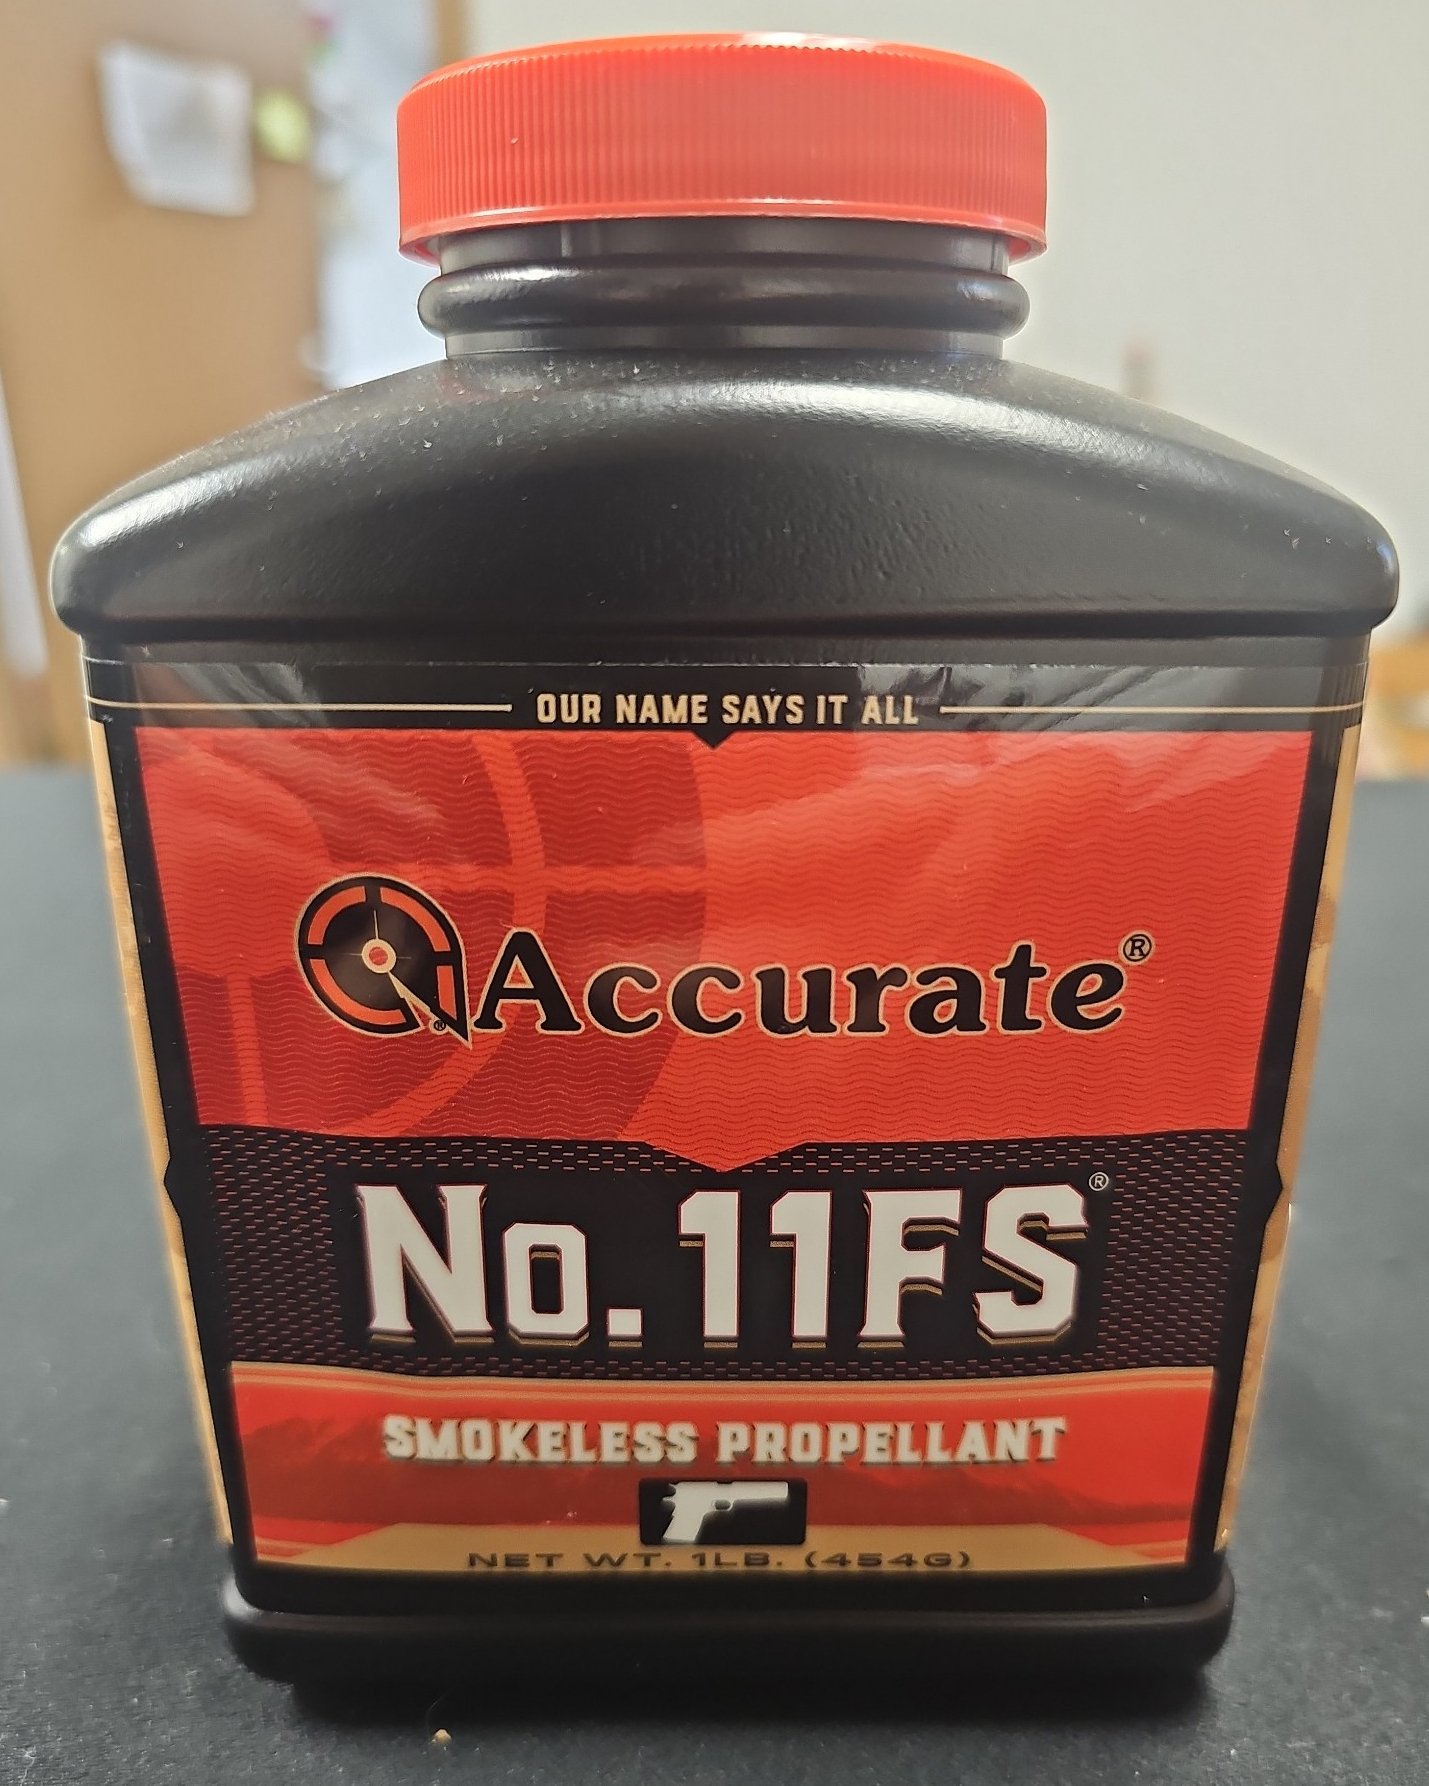 OUR NAME SAYS IT ALL
Accurate®
No. 11FS®
SMOKELESS PROPELLANT
NET WT. 1LB. (454G)